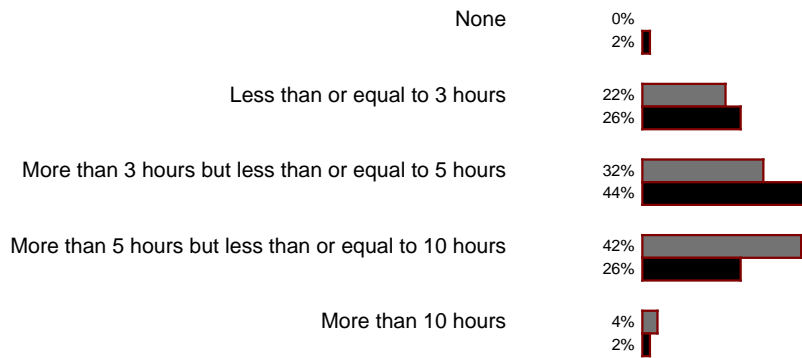 None
0%
2%
Less than or equal to 3 hours
22%
26%
More than 3 hours but less than or equal to 5 hours
32%
44%
More than 5 hours but less than or equal to 10 hours
42%
26%
More than 10 hours
4%
2%